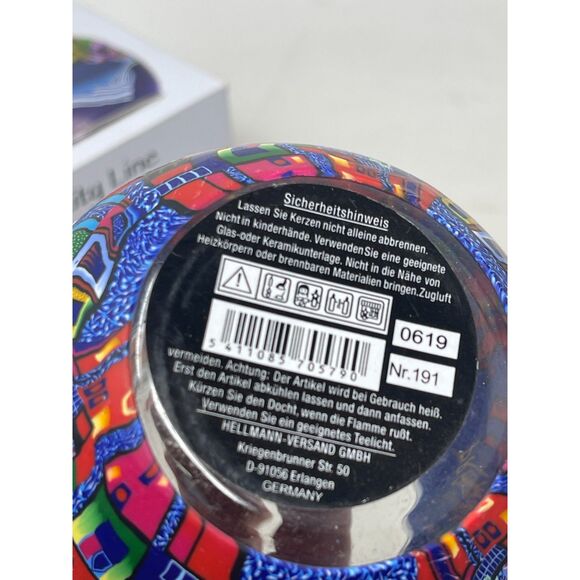 ity Line
Sicherheitshinweis
Lassen Sie Kerzen nicht alleine abbrennen.
Nicht in kinderhände. Verwenden Sie eine geeignete
Glas-oder Keramikunterlage. Nicht in die Nähe von
Heizkörpern oder brennbaren Materialien bringen.Zugluft
0619
5 411085 705790
Nr.191
vermeiden. Achtung: Der Artikel wird bei Gebrauch heiß.
Erst den Artikel abkühlen lassen und dann anfassen.
Kürzen Sie den Docht, wenn die Flamme rußt.
Verwenden Sie ein geeignetes Teelicht.
HELLMANN-VERSAND GMBH
Kriegenbrunner Str. 50
D-91056 Erlangen
GERMANY